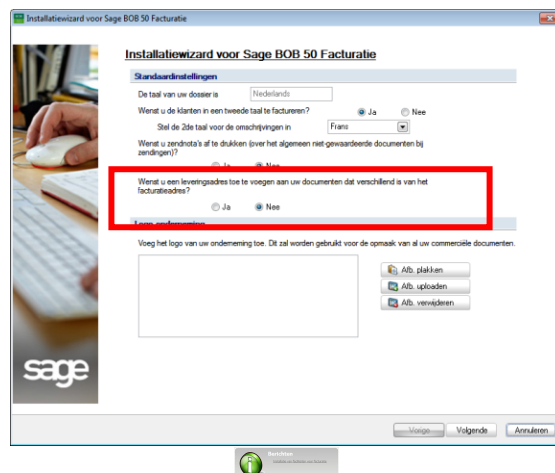 Installatiewizard voor Sage BOB 50 Facturatie
Installatiewizard voor Sage BOB 50 Facturatie
Standaardinstellingen
De taal van uw dossier is Nederlands
Wenst u de klanten in een tweede taal te factureren? Ja Nee
Stel de 2de taal voor de omschrijvingen in Frans
Wenst u zendnota's af te drukken (over het algemeen niet-gewaardeerde documenten bij
zendingen)?
Ja Nee
Wenst u een leveringsadres toe te voegen aan uw documenten dat verschillend is van het
facturatieadres?
Ja Nee
Logo onderneming
Voeg het logo van uw onderneming toe. Dit zal worden gebruikt voor de opmaak van al uw commerciële documenten.
Afb. plakken
Afb. uploaden
Afb. verwijderen
sage
Vorige Volgende Annuleren
Berichten